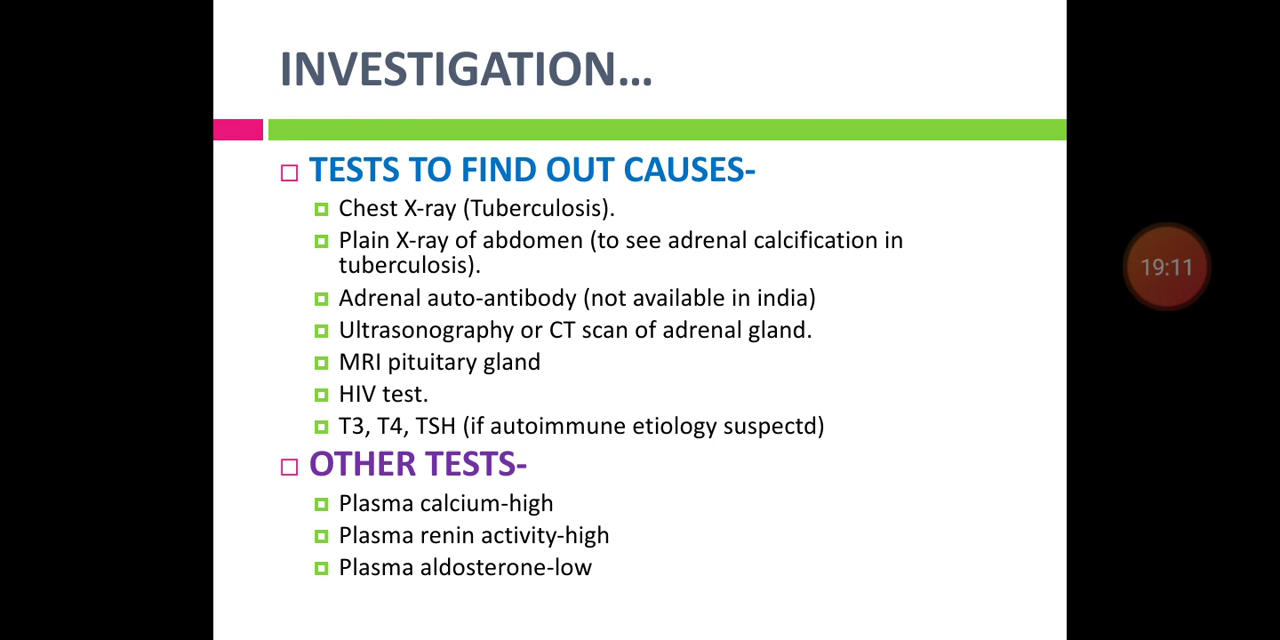 INVESTIGATION...
TESTS TO FIND OUT CAUSES-
Chest X-ray (Tuberculosis).
Plain X-ray of abdomen (to see adrenal calcification in
tuberculosis).
Adrenal auto-antibody (not available in india)
Ultrasonography or CT scan of adrenal gland.
MRI pituitary gland
HIV test.
T3, T4, TSH (if autoimmune etiology suspectd)
OTHER TESTS-
Plasma calcium-high
Plasma renin activity-high
Plasma aldosterone-low
19:11